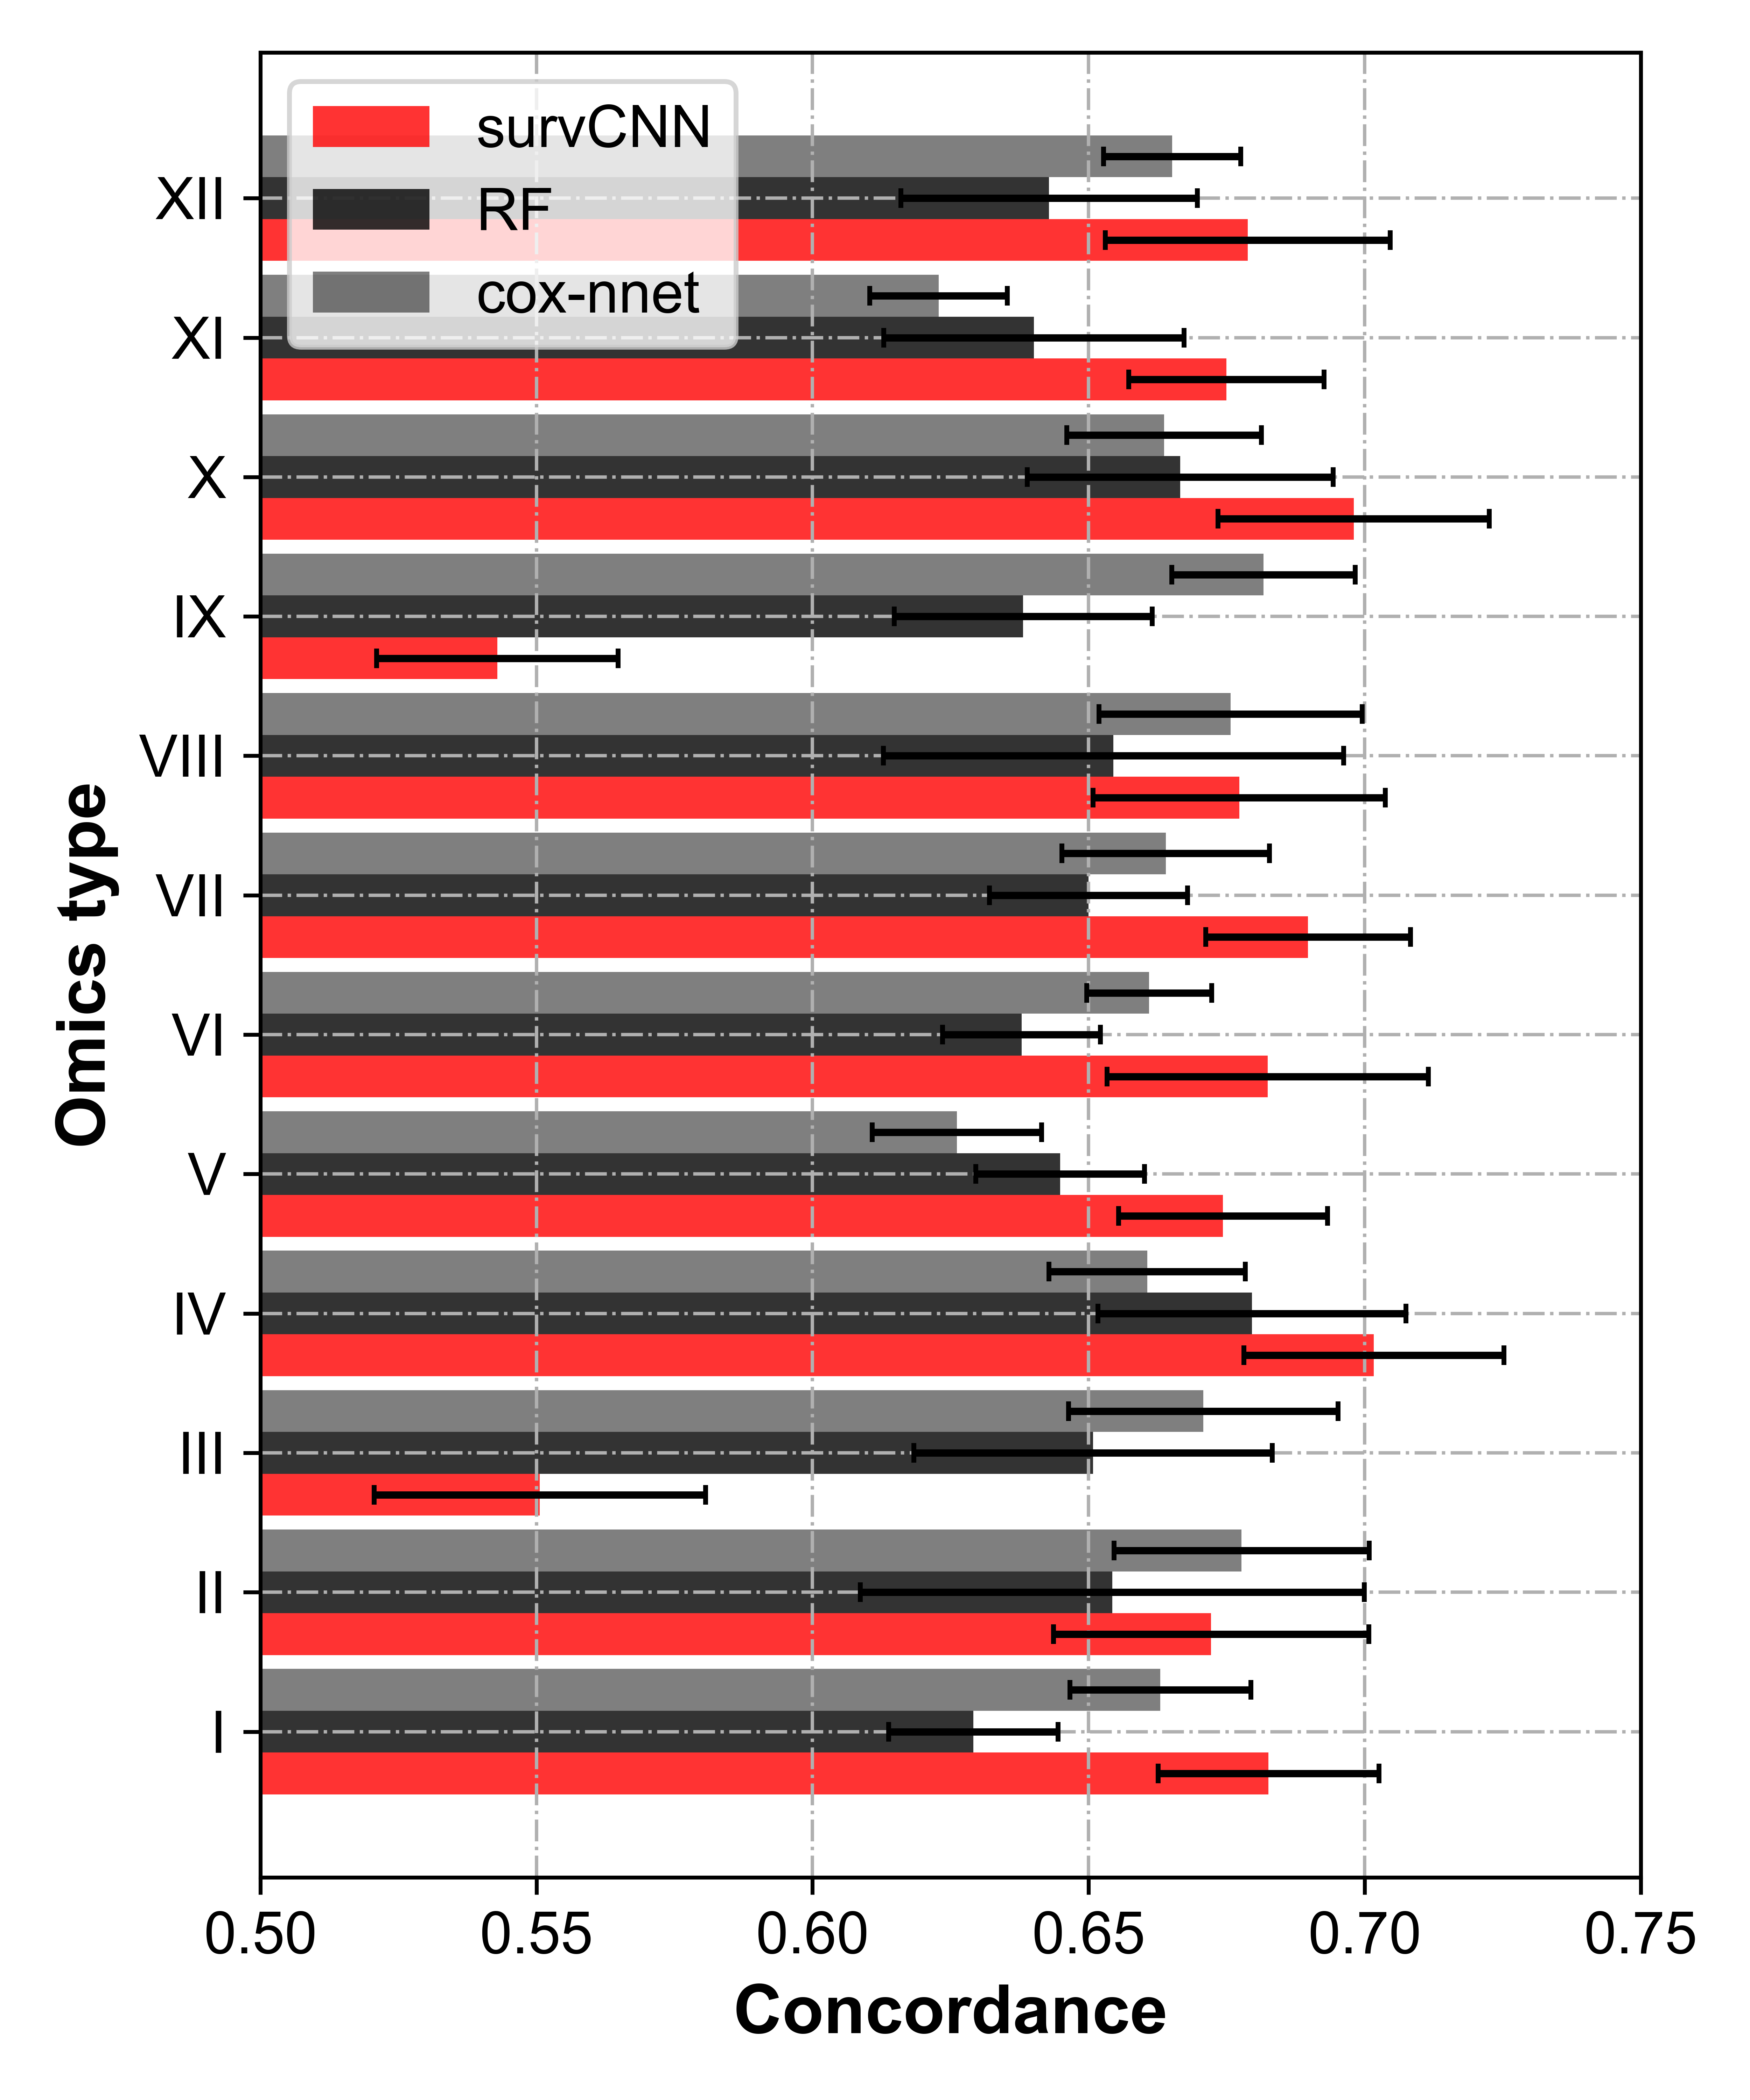 survCNN
RF
cox-nnet
XII
XI
X
IX
VIII
VII
VI
V
IV
III
II
I
Omics type
0.50 0.55 0.60 0.65 0.70 0.75
Concordance